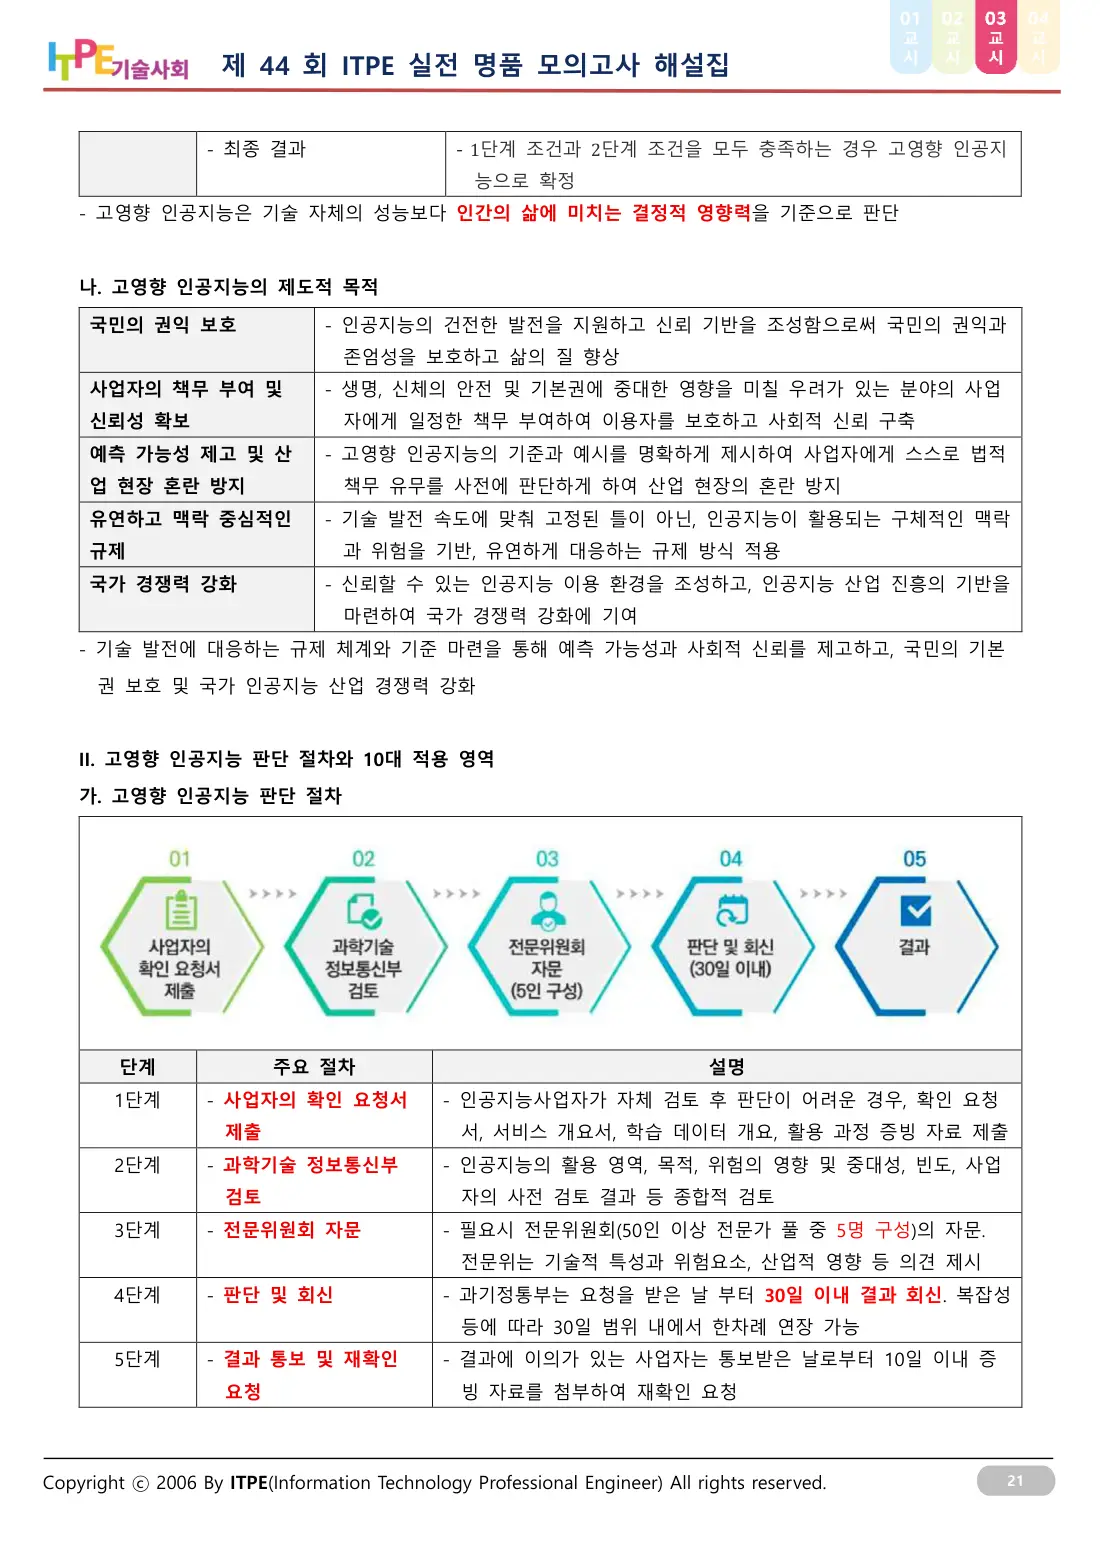 ITPE기술사회
제 44 회 ITPE 실전 명품 모의고사 해설집
01 교시
02 교시
03 교시
04 교시
- 최종 결과
- 1단계 조건과 2단계 조건을 모두 충족하는 경우 고영향 인공지
능으로 확정
- 고영향 인공지능은 기술 자체의 성능보다 인간의 삶에 미치는 결정적 영향력을 기준으로 판단
나. 고영향 인공지능의 제도적 목적
국민의 권익 보호
- 인공지능의 건전한 발전을 지원하고 신뢰 기반을 조성함으로써 국민의 권익과
존엄성을 보호하고 삶의 질 향상
사업자의 책무 부여 및
신뢰성 확보
- 생명, 신체의 안전 및 기본권에 중대한 영향을 미칠 우려가 있는 분야의 사업
자에게 일정한 책무 부여하여 이용자를 보호하고 사회적 신뢰 구축
예측 가능성 제고 및 산
업 현장 혼란 방지
- 고영향 인공지능의 기준과 예시를 명확하게 제시하여 사업자에게 스스로 법적
책무 유무를 사전에 판단하게 하여 산업 현장의 혼란 방지
유연하고 맥락 중심적인
규제
- 기술 발전 속도에 맞춰 고정된 틀이 아닌, 인공지능이 활용되는 구체적인 맥락
과 위험을 기반, 유연하게 대응하는 규제 방식 적용
국가 경쟁력 강화
- 신뢰할 수 있는 인공지능 이용 환경을 조성하고, 인공지능 산업 진흥의 기반을
마련하여 국가 경쟁력 강화에 기여
- 기술 발전에 대응하는 규제 체계와 기준 마련을 통해 예측 가능성과 사회적 신뢰를 제고하고, 국민의 기본
권 보호 및 국가 인공지능 산업 경쟁력 강화
II. 고영향 인공지능 판단 절차와 10대 적용 영역
가. 고영향 인공지능 판단 절차
01
사업자의
확인 요청서
제출
02
과학기술
정보통신부
검토
03
전문위원회
자문
(5인 구성)
04
판단 및 회신
(30일 이내)
05
결과
단계
주요 절차
설명
1단계
- 사업자의 확인 요청서
제출
- 인공지능사업자가 자체 검토 후 판단이 어려운 경우, 확인 요청
서, 서비스 개요서, 학습 데이터 개요, 활용 과정 증빙 자료 제출
2단계
- 과학기술 정보통신부
검토
- 인공지능의 활용 영역, 목적, 위험의 영향 및 중대성, 빈도, 사업
자의 사전 검토 결과 등 종합적 검토
3단계
- 전문위원회 자문
- 필요시 전문위원회(50인 이상 전문가 풀 중 5명 구성)의 자문.
전문위는 기술적 특성과 위험요소, 산업적 영향 등 의견 제시
4단계
- 판단 및 회신
- 과기정통부는 요청을 받은 날 부터 30일 이내 결과 회신. 복잡성
등에 따라 30일 범위 내에서 한차례 연장 가능
5단계
- 결과 통보 및 재확인
요청
- 결과에 이의가 있는 사업자는 통보받은 날로부터 10일 이내 증
빙 자료를 첨부하여 재확인 요청
Copyright ⓒ 2006 By ITPE(Information Technology Professional Engineer) All rights reserved.
21